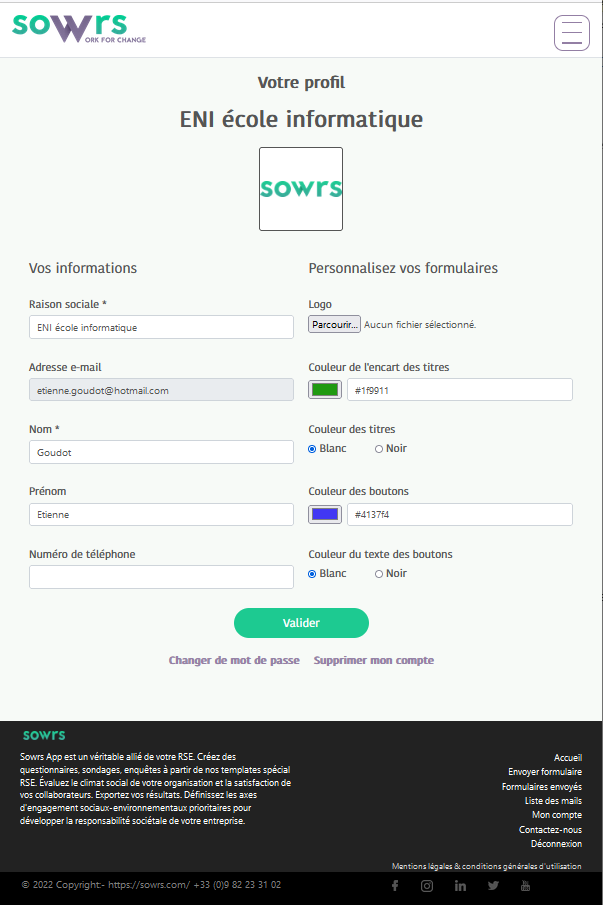 sowrs
ORK FOR CHANGE
Votre profil
ENI école informatique
sowrs
Vos informations
Raison sociale *
ENI école informatique
Adresse e-mail
etienne.goudot@hotmail.com
Nom *
Goudot
Prénom
Etienne
Numéro de téléphone
Personnalisez vos formulaires
Logo
Parcourir... Aucun fichier sélectionné.
Couleur de l'encart des titres
#1f9911
Couleur des titres
Blanc Noir
Couleur des boutons
#4137f4
Couleur du texte des boutons
Blanc Noir
Valider
Changer de mot de passe Supprimer mon compte
sowrs
Sowrs App est un véritable allié de votre RSE. Créez des
questionnaires, sondages, enquêtes à partir de nos templates spécial
RSE. Évaluez le climat social de votre organisation et la satisfaction de
vos collaborateurs. Exportez vos résultats. Définissez les axes
d'engagement sociaux-environnementaux prioritaires pour
développer la responsabilité sociétale de votre entreprise.
Accueil
Envoyer formulaire
Formulaires envoyés
Liste des mails
Mon compte
Contactez-nous
Déconnexion
Mentions légales & conditions générales d'utilisation
© 2022 Copyright:- https://sowrs.com/ +33 (0)9 82 23 31 02